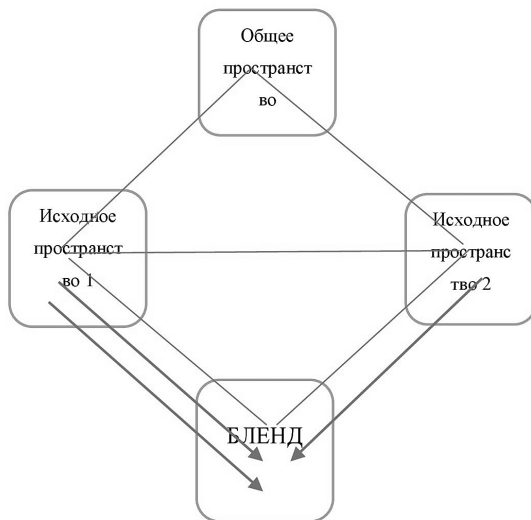 Общее
пространст
во
Исходное
пространст
во 1
Исходное
пространс
тво 2
БЛЕНД